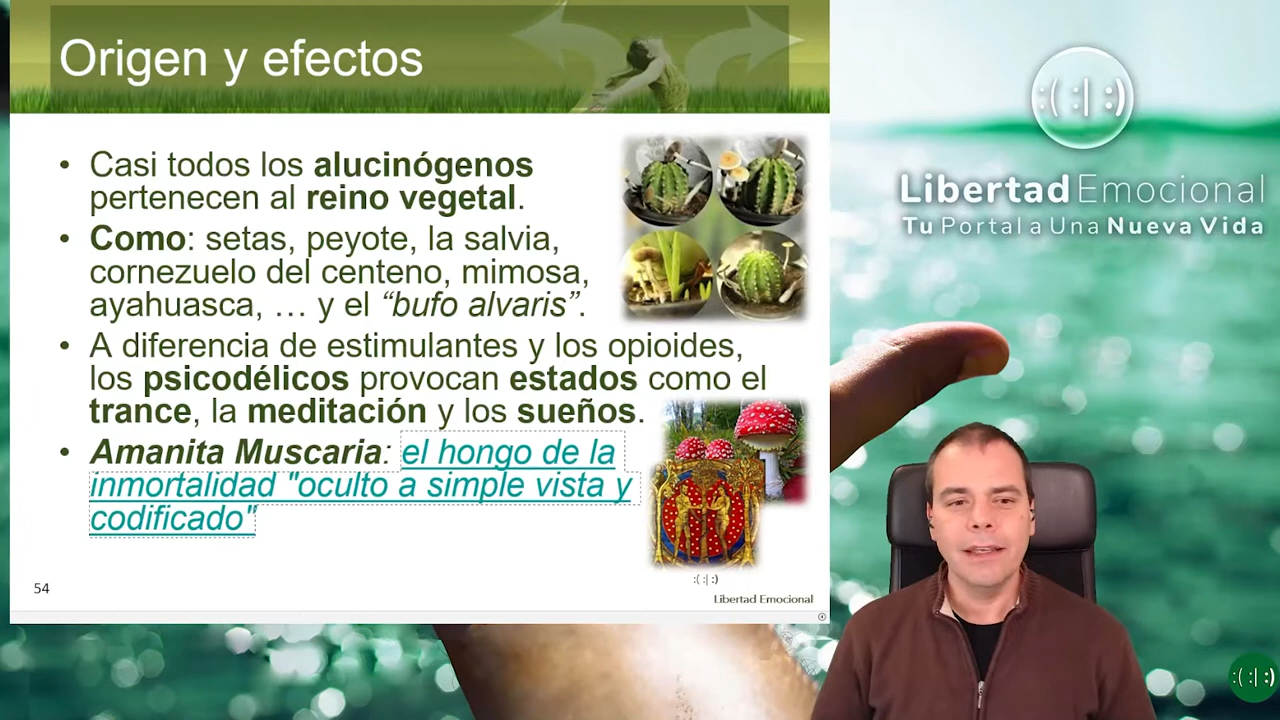 Origen y efectos
• Casi todos los alucinógenos
pertenecen al reino vegetal.
• Como: setas, peyote, la salvia,
cornezuelo del centeno, mimosa,
ayahuasca, … y el “bufo alvaris”.
• A diferencia de estimulantes y los opioides,
los psicodélicos provocan estados como el
trance, la meditación y los sueños.
• Amanita Muscaria: el hongo de la
inmortalidad "oculto a simple vista y
codificado"
54
:( :| :)
Libertad Emocional
:( :| :)
Libertad Emocional
Tu Portal a Una Nueva Vida
:( :| :)